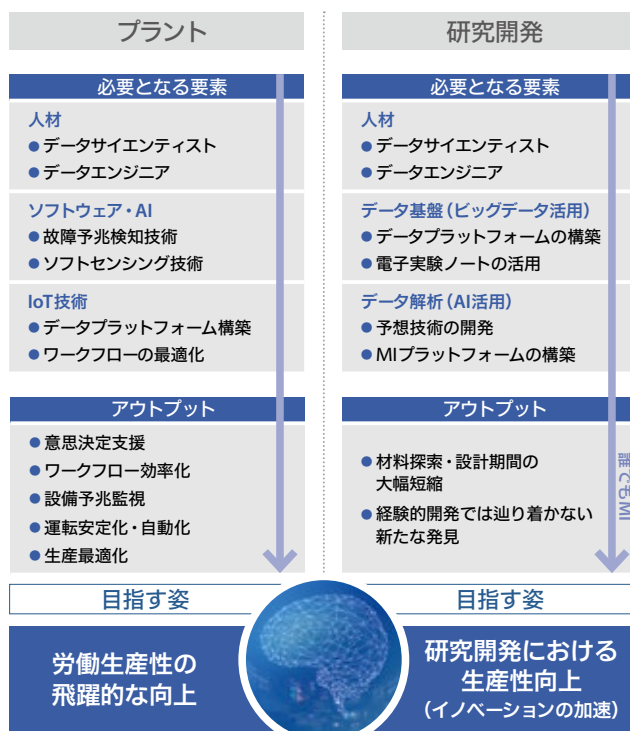 プラント
必要となる要素
人材
●データサイエンティスト
●データエンジニア
ソフトウェア・AI
●故障予兆検知技術
●ソフトセンシング技術
IoT技術
●データプラットフォーム構築
●ワークフローの最適化
アウトプット
●意思決定支援
●ワークフロー効率化
●設備予兆監視
●運転安定化・自動化
●生産最適化
目指す姿
労働生産性の
飛躍的な向上
研究開発
必要となる要素
人材
●データサイエンティスト
●データエンジニア
データ基盤（ビッグデータ活用）
●データプラットフォームの構築
●電子実験ノートの活用
データ解析（AI活用）
●予想技術の開発
●MIプラットフォームの構築
アウトプット
●材料探索・設計期間の
大幅短縮
●経験的開発では辿り着かない
新たな発見
誰でもMI
目指す姿
研究開発における
生産性向上
（イノベーションの加速）